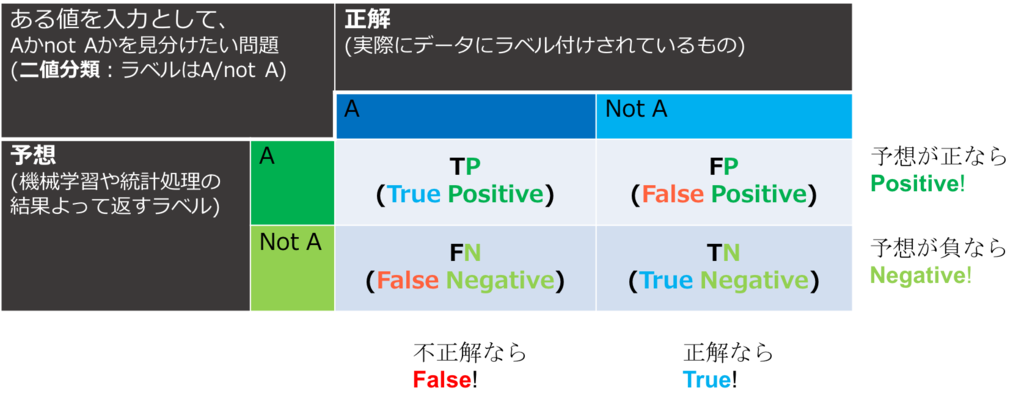 ある値を入力として、
Aかnot Aかを見分けたい問題
(二値分類：ラベルはA/not A)
正解
(実際にデータにラベル付けされているもの)
A
Not A
予想
(機械学習や統計処理の
結果よって返すラベル)
A
TP
(True Positive)
FP
(False Positive)
予想が正なら
Positive!
Not A
FN
(False Negative)
TN
(True Negative)
予想が負なら
Negative!
不正解なら
False!
正解なら
True!